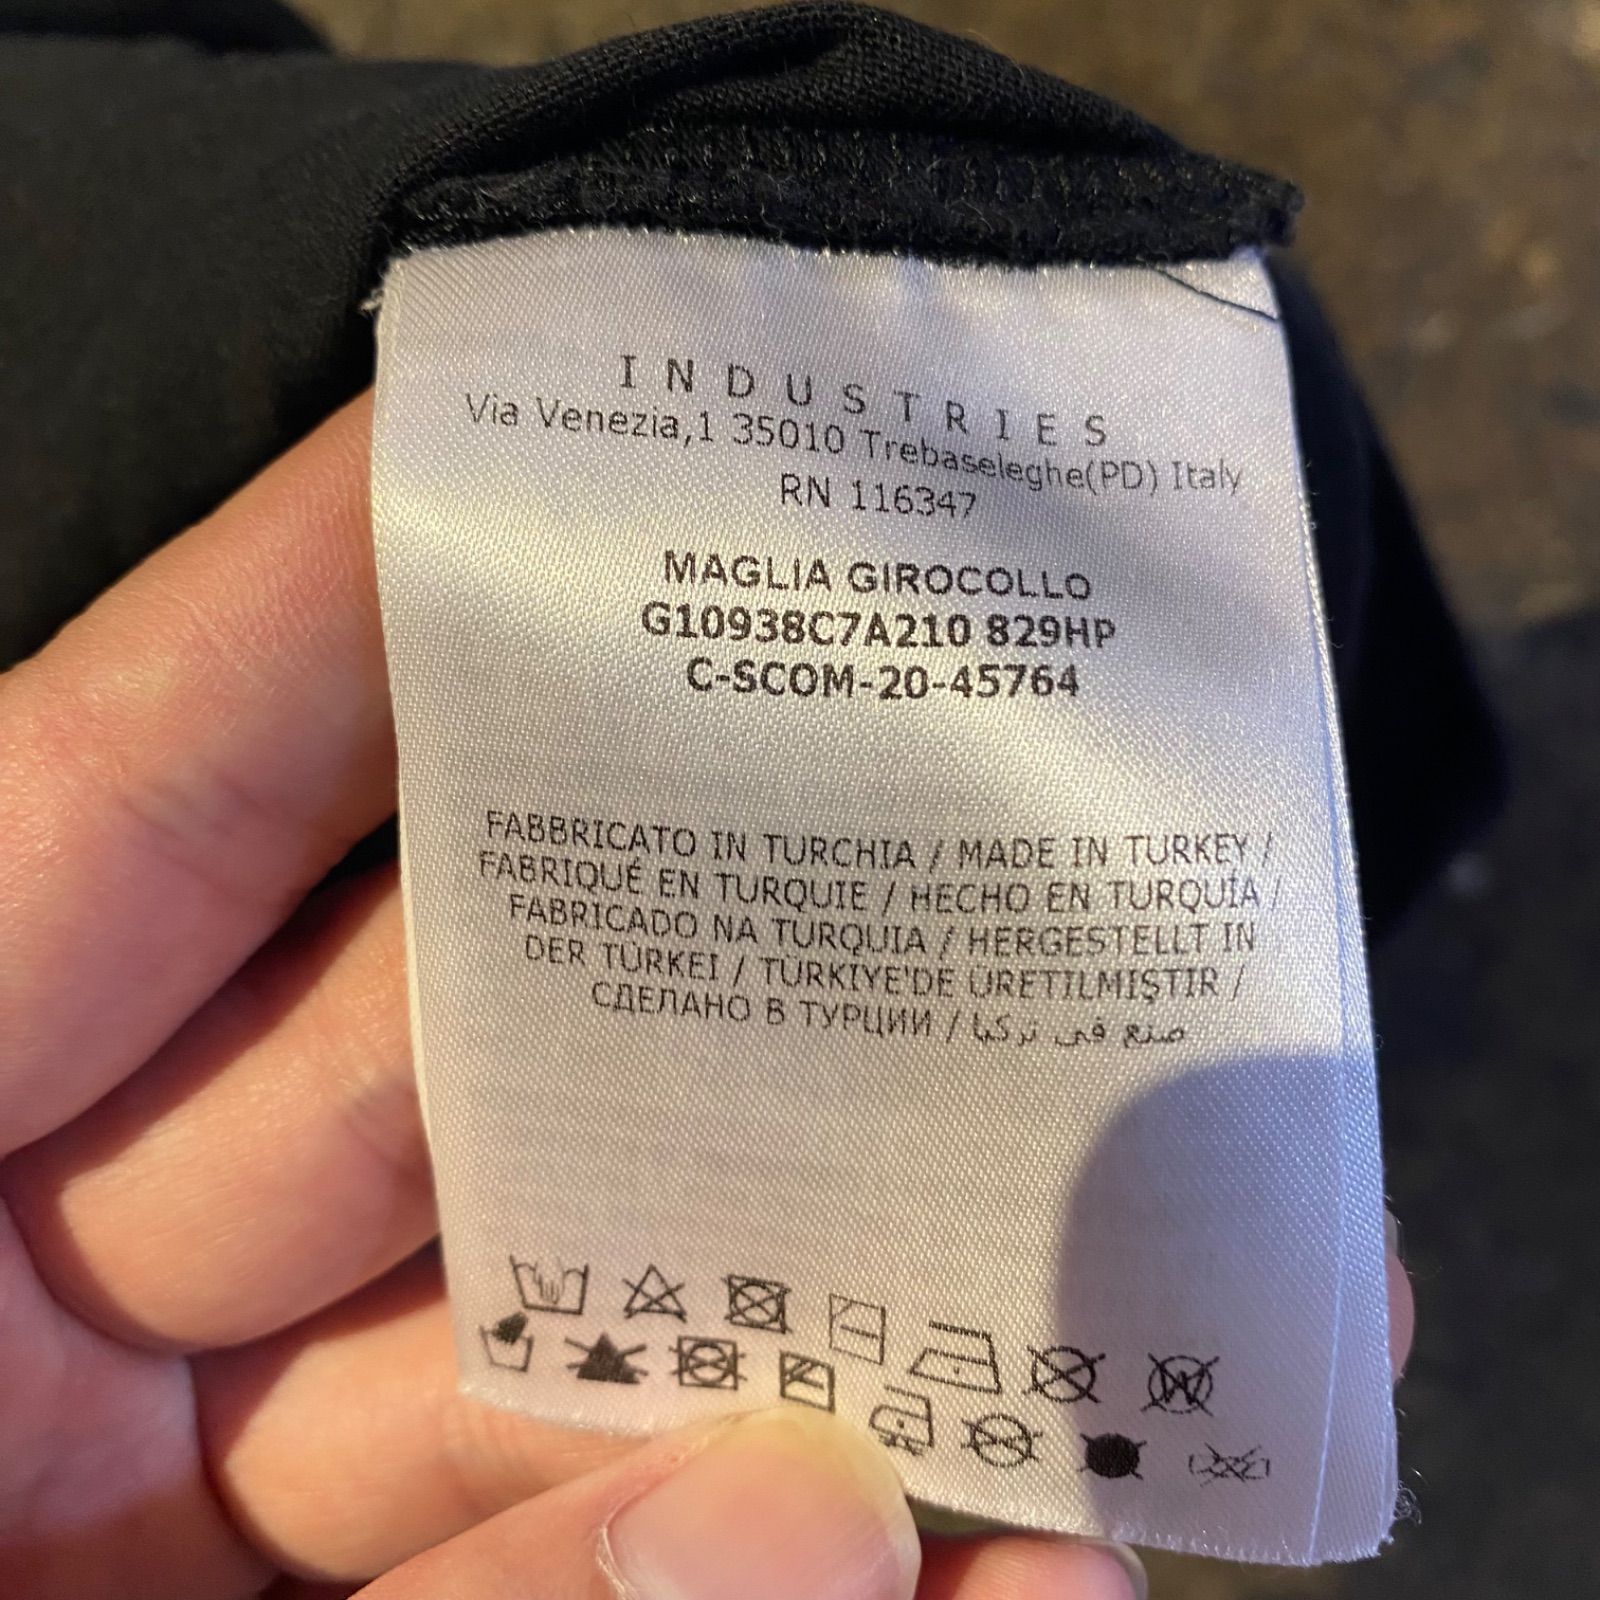 INDUSTRIES
Via Venezia,1 35010 Trebaseleghe(PD) Italy
RN 116347
MAGLIA GIROCOLLO
G10938C7A210 829HP
C-SCOM-20-45764
FABBRICATO IN TURCHIA / MADE IN TURKEY /
FABRIQUÉ EN TURQUIE / HECHO EN TURQUÍA /
FABRICADO NA TURQUIA / HERGESTELLT IN
DER TÜRKEI / TÜRKIYE'DE ÜRETILMIŞTIR /
СДЕЛАНО В ТУРЦИИ / صنع في تركيا
W